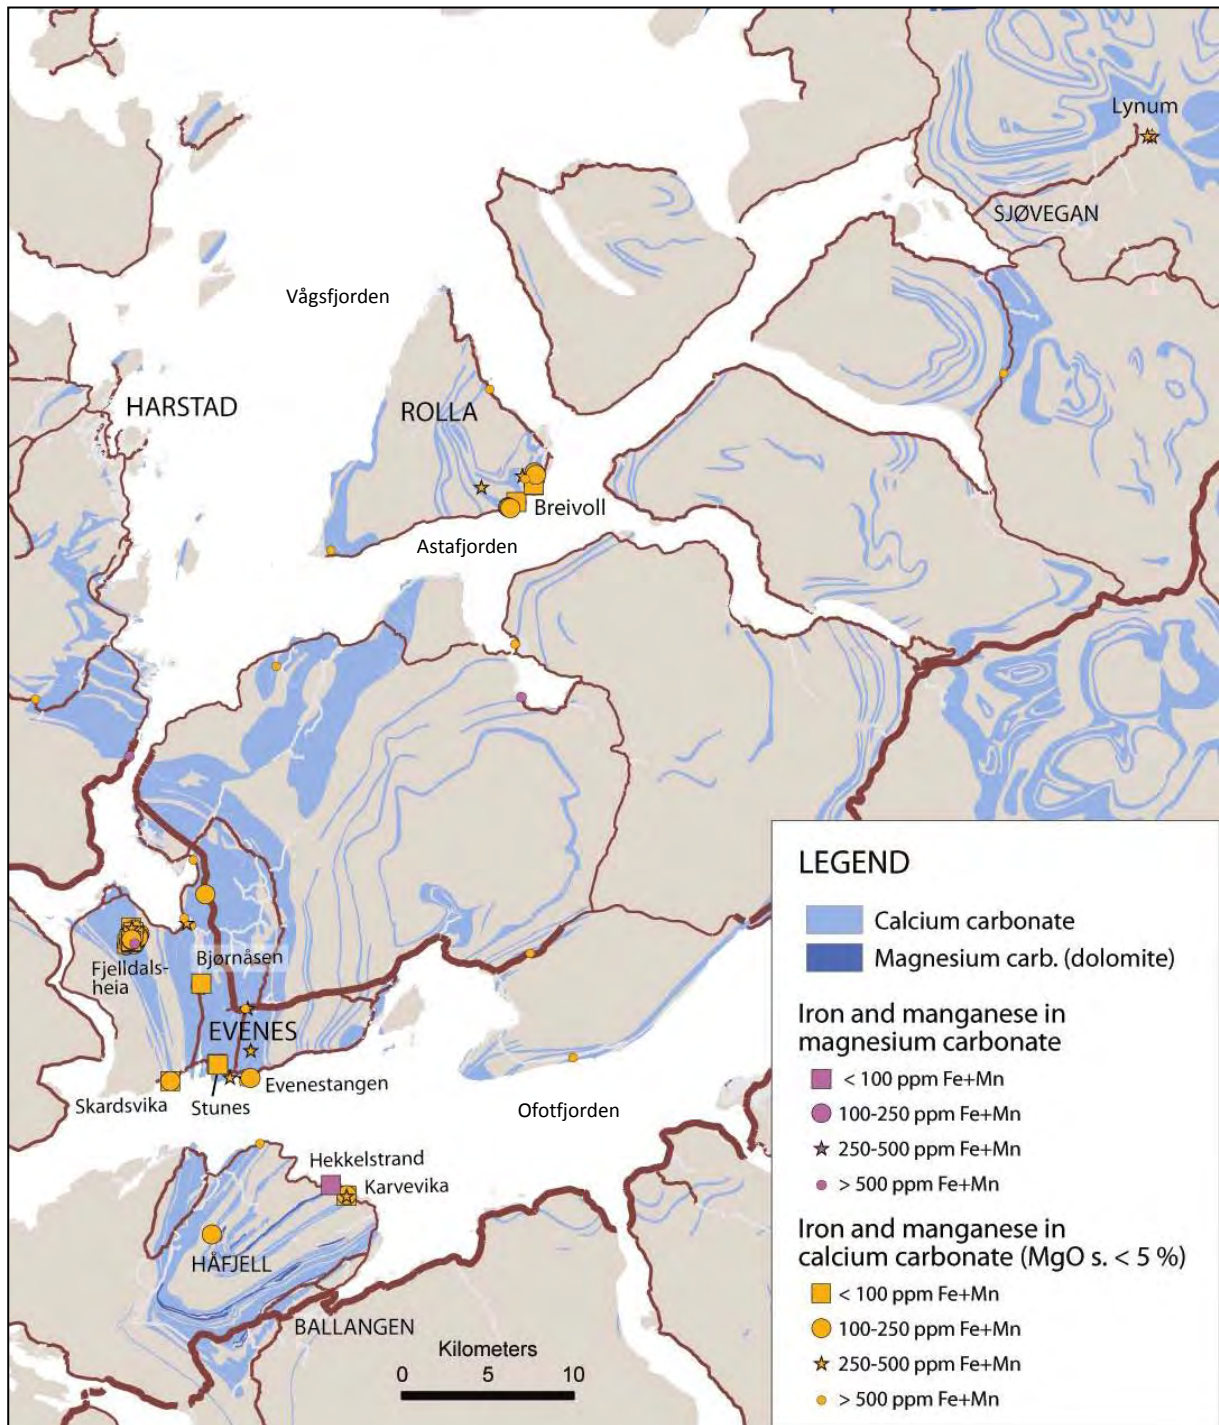 Lynum
SJØVEGAN
Vågsfjorden
HARSTAD
ROLLA
Breivoll
Astafjorden
Fjelldals-
heia
Bjørnåsen
EVENES
Evenestangen
Skardsvika
Stunes
Ofotfjorden
Hekkelstrand
Karvevika
HÅFJELL
BALLANGEN
Kilometers
0 5 10
LEGEND
Calcium carbonate
Magnesium carb. (dolomite)
Iron and manganese in
magnesium carbonate
< 100 ppm Fe+Mn
100-250 ppm Fe+Mn
250-500 ppm Fe+Mn
> 500 ppm Fe+Mn
Iron and manganese in
calcium carbonate (MgO s. < 5 %)
< 100 ppm Fe+Mn
100-250 ppm Fe+Mn
250-500 ppm Fe+Mn
> 500 ppm Fe+Mn